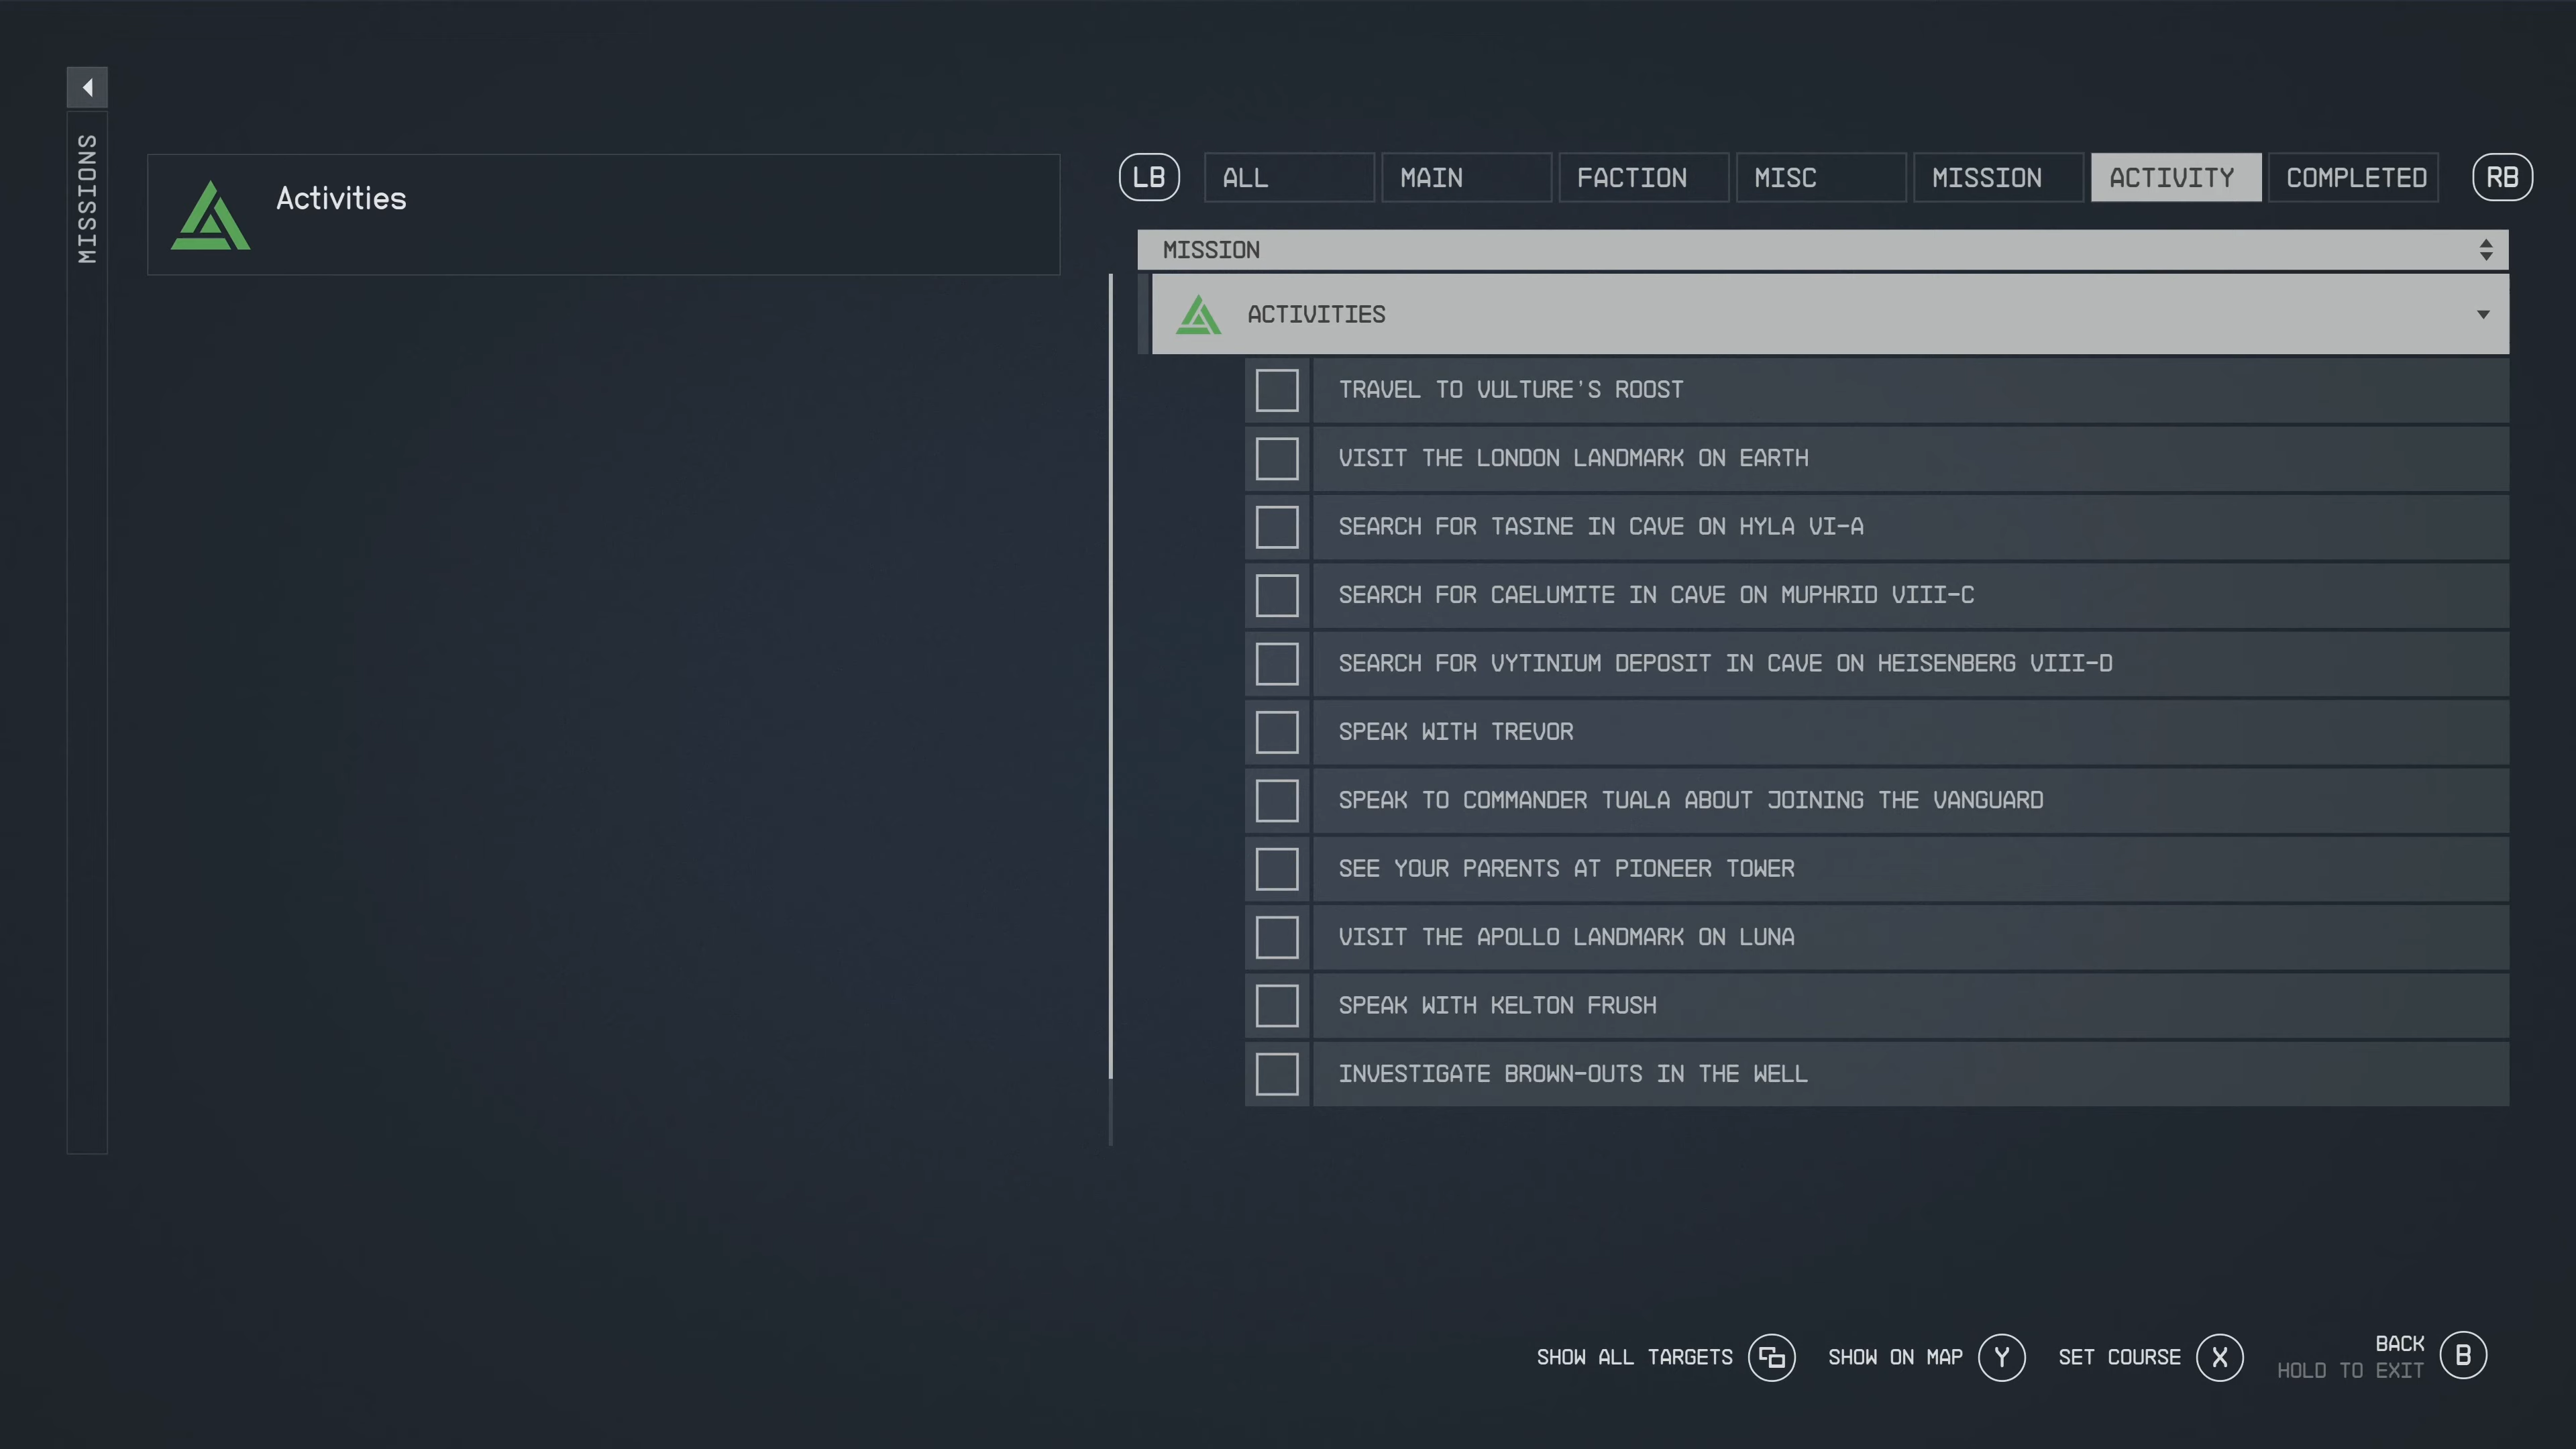 MISSIONS
Activities
LB
ALL
MAIN
FACTION
MISC
MISSION
ACTIVITY
COMPLETED
RB
MISSION
ACTIVITIES
TRAVEL TO VULTURE'S ROOST
VISIT THE LONDON LANDMARK ON EARTH
SEARCH FOR TASINE IN CAVE ON HYLA VI-A
SEARCH FOR CAELUMITE IN CAVE ON MUPHRID VIII-C
SEARCH FOR VYTINIUM DEPOSIT IN CAVE ON HEISENBERG VIII-D
SPEAK WITH TREVOR
SPEAK TO COMMANDER TUALA ABOUT JOINING THE VANGUARD
SEE YOUR PARENTS AT PIONEER TOWER
VISIT THE APOLLO LANDMARK ON LUNA
SPEAK WITH KELTON FRUSH
INVESTIGATE BROWN-OUTS IN THE WELL
SHOW ALL TARGETS
SHOW ON MAP Y
SET COURSE X
BACK B
HOLD TO EXIT